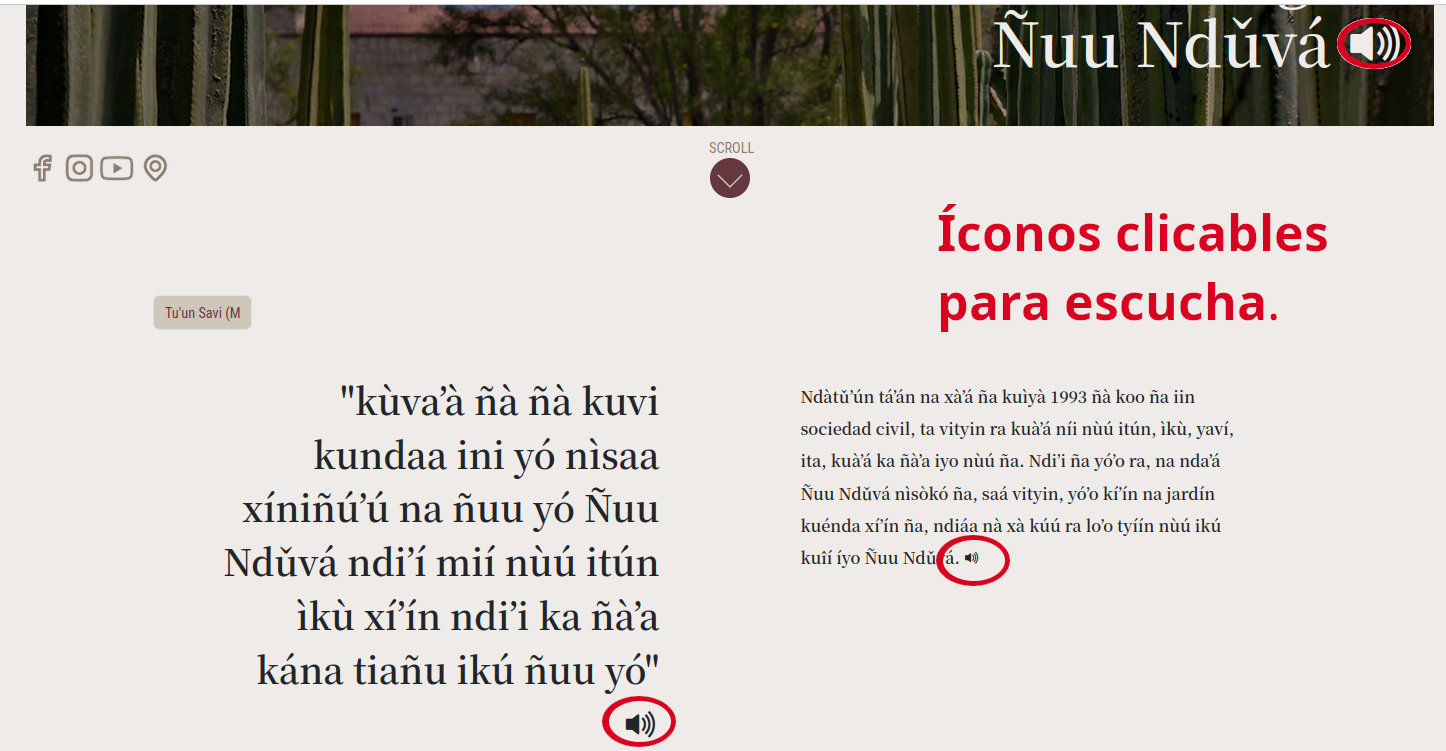 Ñuu Ndǔvá
SCROLL
Íconos clicables
para escucha.
Tu'un Savi (M
"kùva’à ñà ñà kuvi
kundaa ini yó nìsaa
xíniñú’ú na ñuu yó Ñuu
Ndǔvá ndi’í mií nùú itún
ìkù xí’ín ndi’i ka ñà’a
kána tiañu ikú ñuu yó"
Ndàtǔ’ún tá’án na xà’á ña kuìyà 1993 ñà koo ña iin
sociedad civil, ta vityin ra kuà’á níi nùú itún, ìkù, yaví,
ita, kuà’á ka ñà’a iyo nùú ña. Ndi’i ña yó’o ra, na nda’á
Ñuu Ndǔvá nìsòkó ña, saá vityin, yó’o kí’ín na jardín
kuénda xí’ín ña, ndiáa nà xà kúú ra lo’o tyíín nùú ikú
kuîí íyo Ñuu Ndǔvá.